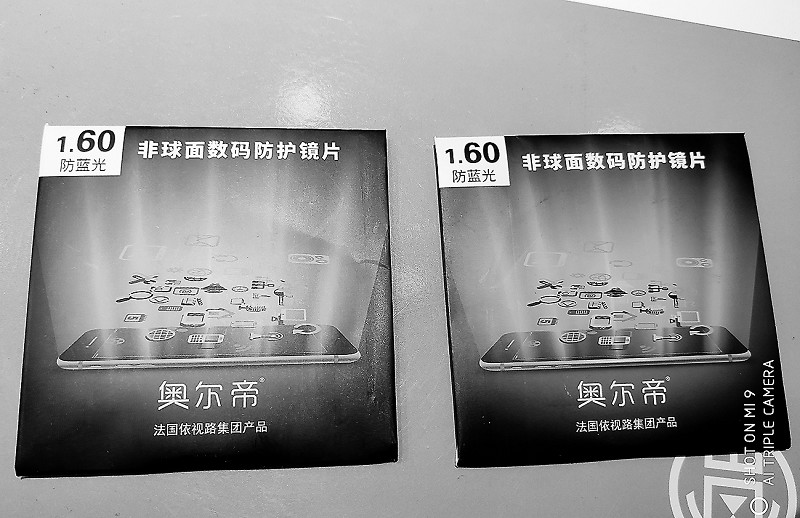 1.60
防蓝光
非球面数码防护镜片
奥尔帝®
法国依视路集团产品
1.60
防蓝光
非球面数码防护镜片
奥尔帝®
法国依视路集团产品
SHOT ON MI 9
AI TRIPLE CAMERA